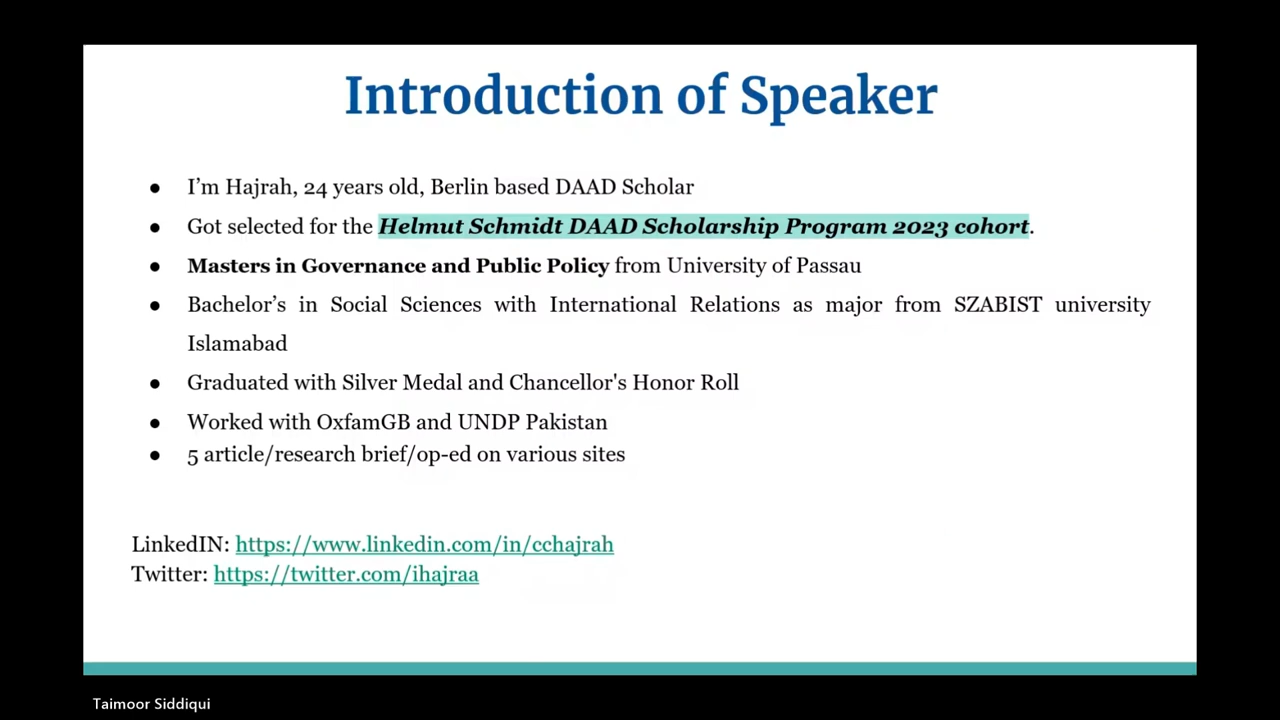 Introduction of Speaker
● I’m Hajrah, 24 years old, Berlin based DAAD Scholar
● Got selected for the Helmut Schmidt DAAD Scholarship Program 2023 cohort.
● Masters in Governance and Public Policy from University of Passau
● Bachelor’s in Social Sciences with International Relations as major from SZABIST university
Islamabad
● Graduated with Silver Medal and Chancellor's Honor Roll
● Worked with OxfamGB and UNDP Pakistan
● 5 article/research brief/op-ed on various sites
LinkedIN: https://www.linkedin.com/in/cchajrah
Twitter: https://twitter.com/ihajraa
Taimoor Siddiqui